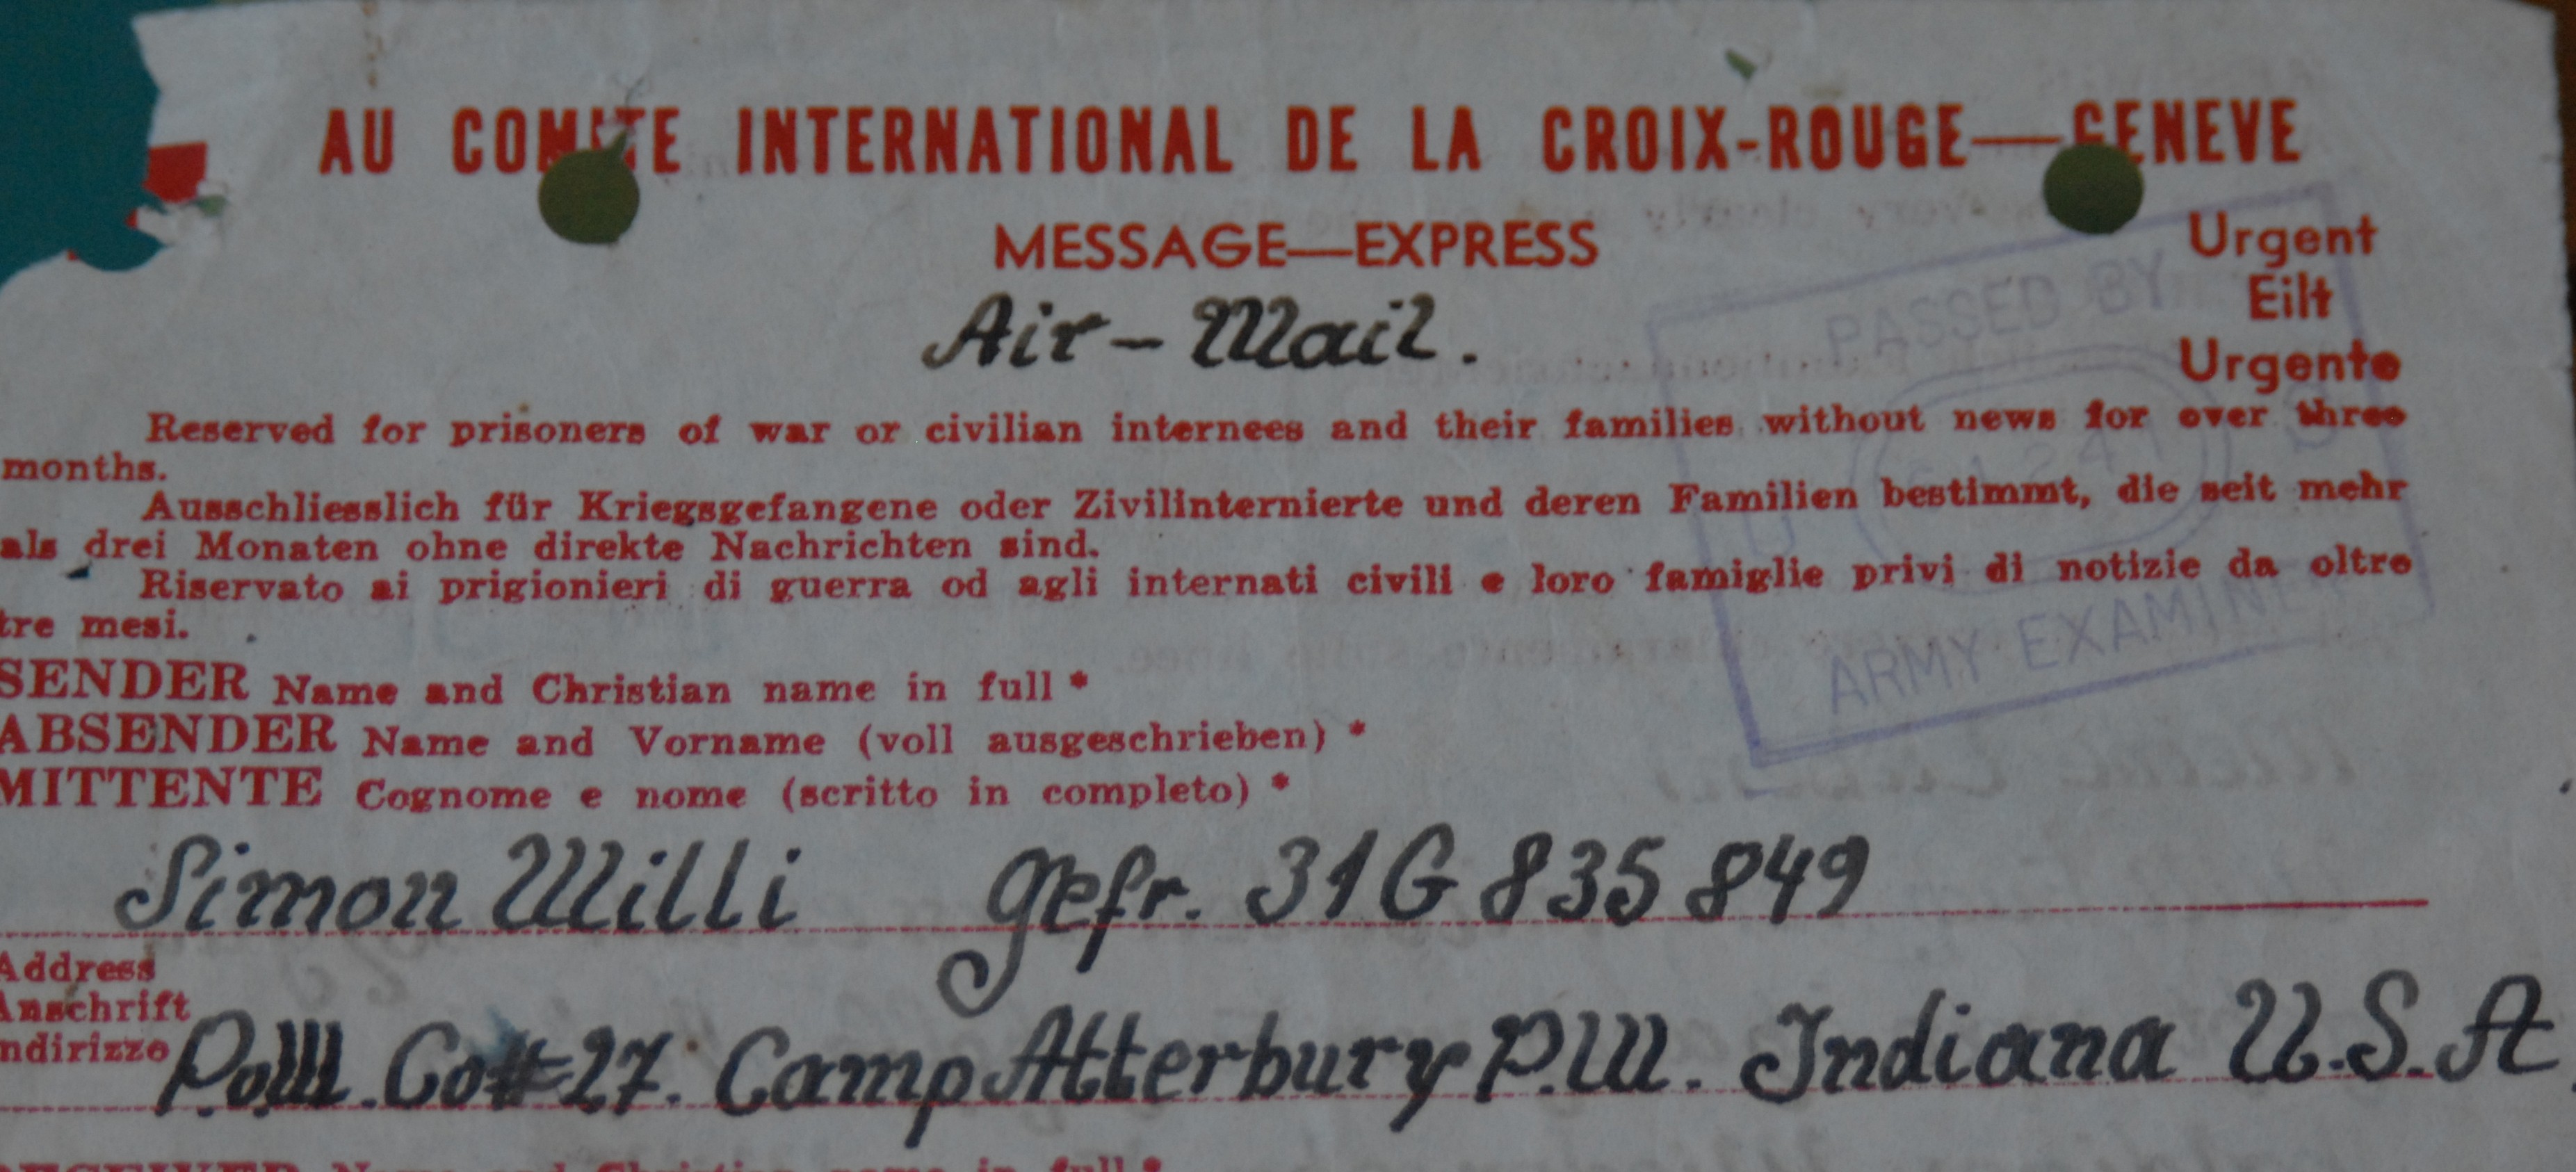 AU COMITE INTERNATIONAL DE LA CROIX-ROUGE—GENEVE
MESSAGE—EXPRESS
Urgent
Eilt
Urgente
Air-Mail.
PASSED BY
U S
ARMY EXAMINER
Reserved for prisoners of war or civilian internees and their families without news for over three
months.
Ausschliesslich für Kriegsgefangene oder Zivilinternierte und deren Familien bestimmt, die seit mehr
als drei Monaten ohne direkte Nachrichten sind.
Riservato ai prigionieri di guerra od agli internati civili e loro famiglie privi di notizie da oltre
tre mesi.
SENDER Name and Christian name in full *
ABSENDER Name and Vorname (voll ausgeschrieben) *
MITTENTE Cognome e nome (scritto in completo) *
Simon Willi Gefr. 31G 835 849
Address
Anschrift
Indirizzo
P.o.W. Co#27. Camp Atterbury P.W. Indiana U.S.A